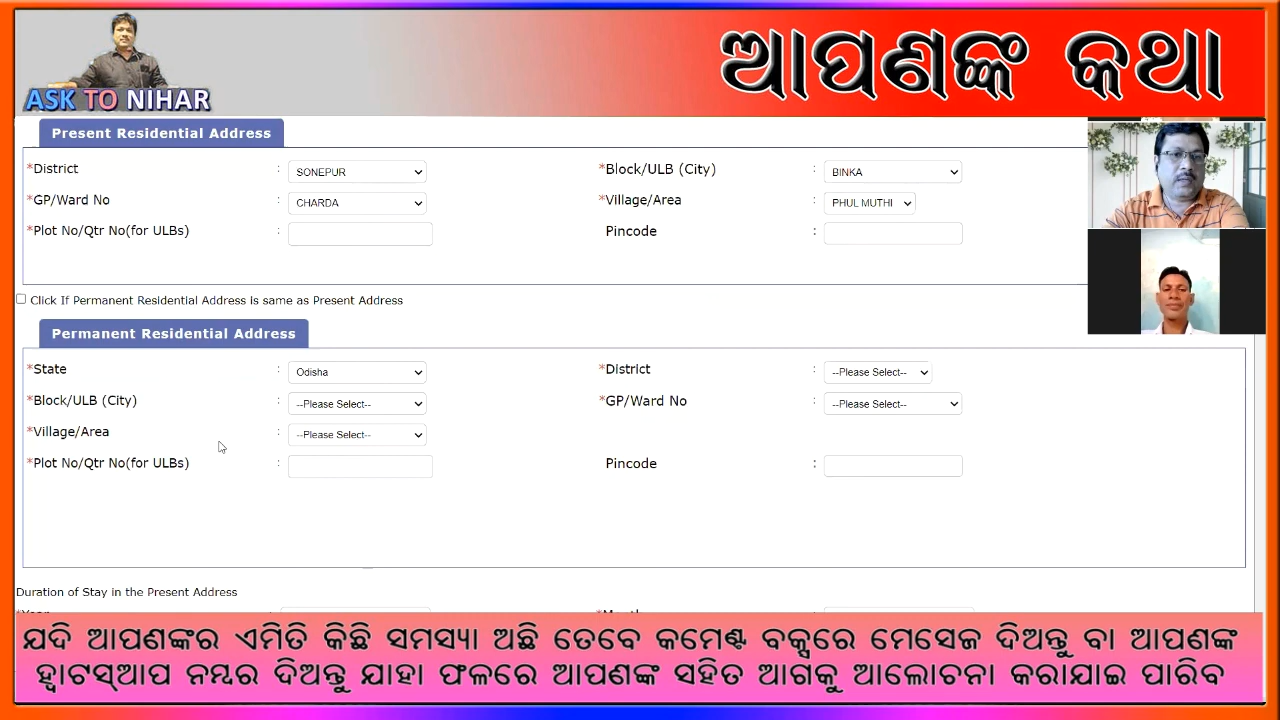 ASK TO NIHAR
ଆପଣଙ୍କ କଥା
Present Residential Address
*District : SONEPUR *Block/ULB (City) : BINKA
*GP/Ward No : CHARDA *Village/Area : PHUL MUTHI
*Plot No/Qtr No(for ULBs) : Pincode :
Click If Permanent Residential Address is same as Present Address
Permanent Residential Address
*State : Odisha *District : --Please Select--
*Block/ULB (City) : --Please Select-- *GP/Ward No : --Please Select--
*Village/Area : --Please Select--
*Plot No/Qtr No(for ULBs) : Pincode :
Duration of Stay in the Present Address
ଯଦି ଆପଣଙ୍କର ଏମିତି କିଛି ସମସ୍ୟା ଅଛି ତେବେ କମେଣ୍ଟ ବକ୍ସରେ ମେସେଜ ଦିଅନ୍ତୁ ବା ଆପଣଙ୍କ
ହ୍ୱାଟସ୍ଆପ ନମ୍ବର ଦିଅନ୍ତୁ ଯାହା ଫଳରେ ଆପଣଙ୍କ ସହିତ ଆଗକୁ ଆଲୋଚନା କରାଯାଇ ପାରିବ